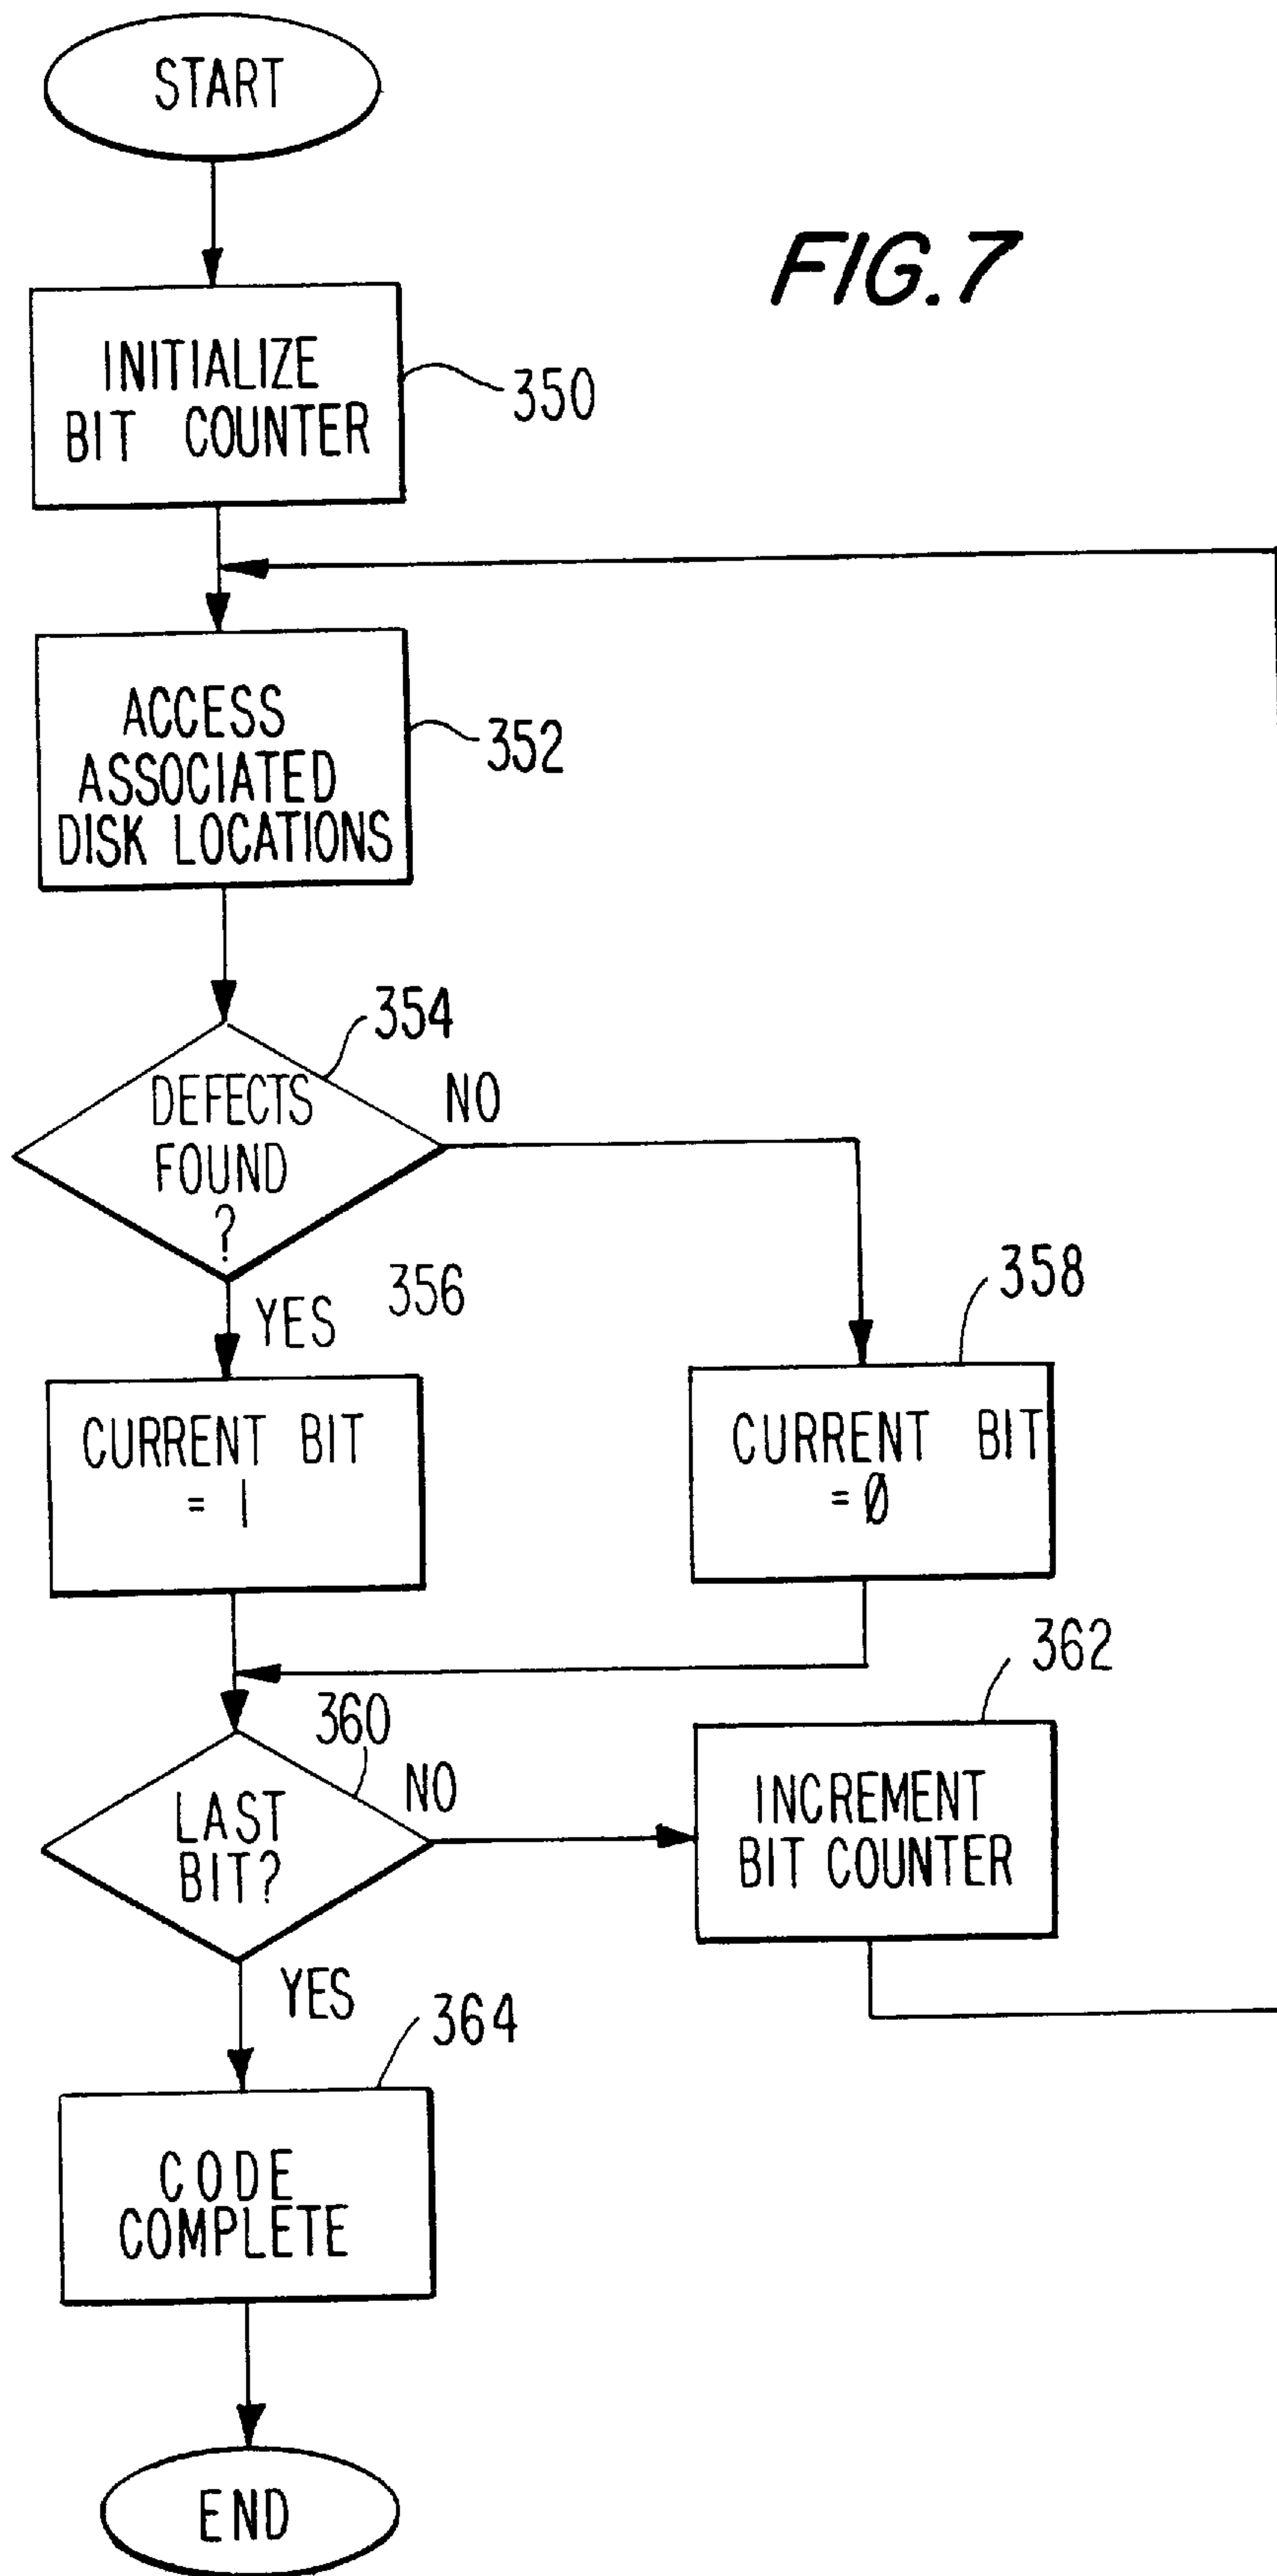 START
FIG.7
INITIALIZE
BIT COUNTER
350
ACCESS
ASSOCIATED
DISK LOCATIONS
352
354
DEFECTS
FOUND
?
NO
YES
356
358
CURRENT BIT
= 1
CURRENT BIT
= Ø
362
360
LAST
BIT?
NO
INCREMENT
BIT COUNTER
YES
364
CODE
COMPLETE
END